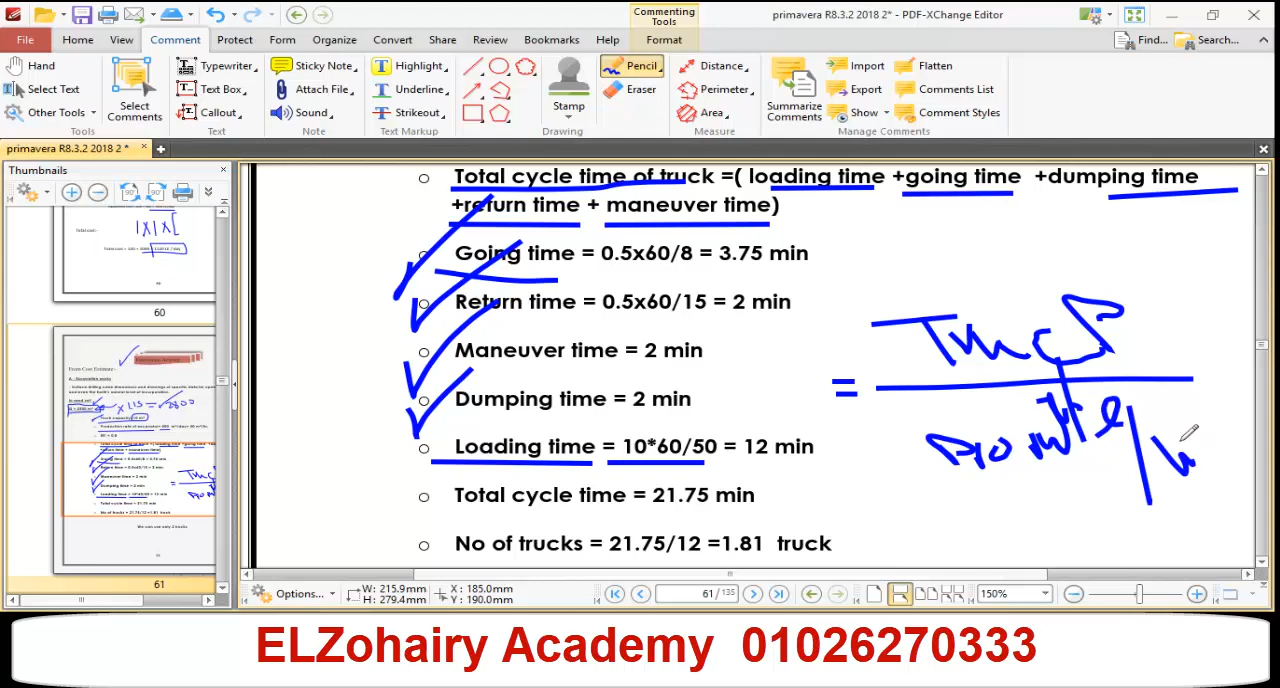 Commenting
Tools
primavera R8.3.2 2018 2* - PDF-XChange Editor
File Home View Comment Protect Form Organize Convert Share Review Bookmarks Help Format Find... Search...
Hand
Select Text
Other Tools
Tools
Select
Comments
Typewriter
Text Box
Callout
Text
Sticky Note
Attach File
Sound
Note
Highlight
Underline
Strikeout
Text Markup
Drawing
Stamp
Pencil
Eraser
Distance
Perimeter
Area
Measure
Summarize
Comments
Import
Export
Show
Flatten
Comments List
Comment Styles
Manage Comments
primavera R8.3.2 2018 2 *
Thumbnails
60
61
Total cycle time of truck =( loading time +going time +dumping time
+return time + maneuver time)
Going time = 0.5x60/8 = 3.75 min
Return time = 0.5x60/15 = 2 min
Maneuver time = 2 min
Dumping time = 2 min
Loading time = 10*60/50 = 12 min
Total cycle time = 21.75 min
No of trucks = 21.75/12 =1.81 truck
=
Options...
W: 215.9mm
H: 279.4mm
X: 185.0mm
Y: 190.0mm
61 / 135
150%
ELZohairy Academy 01026270333